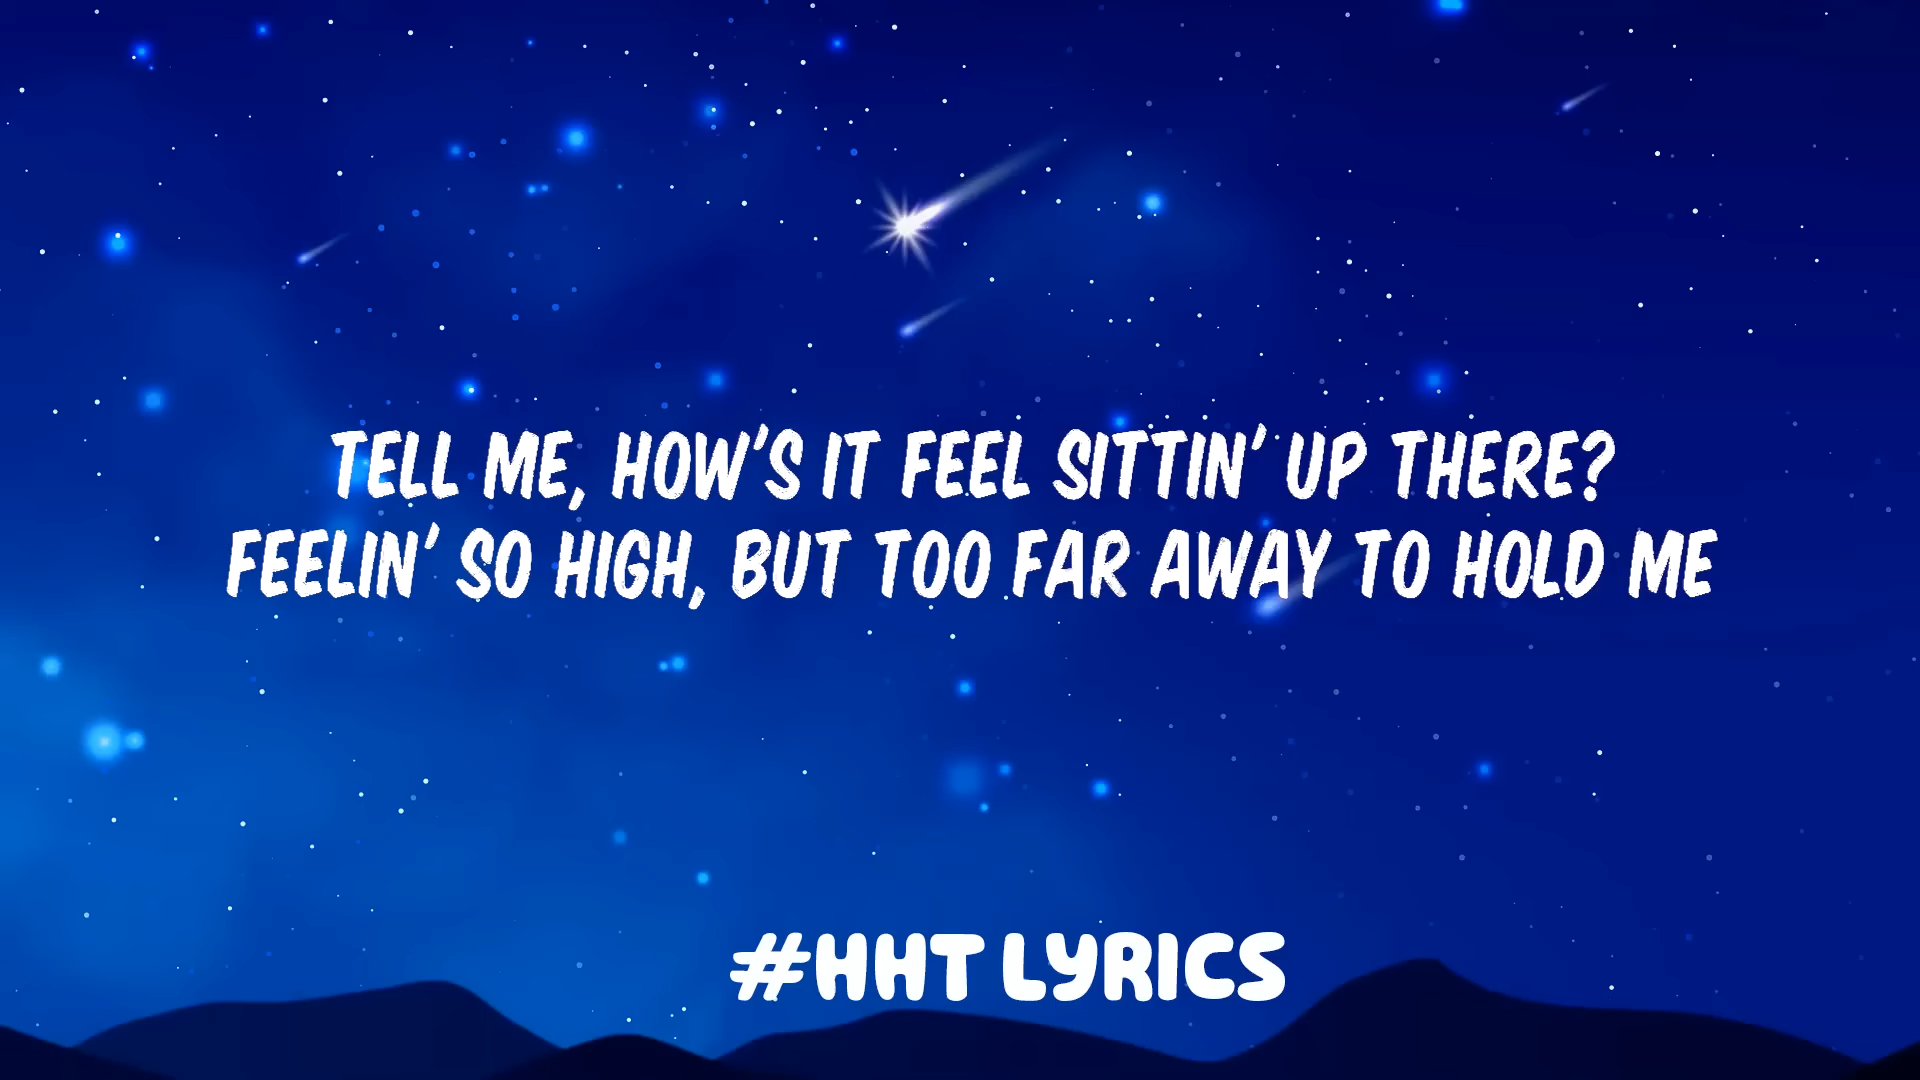 TELL ME, HOW'S IT FEEL SITTIN' UP THERE?
FEELIN' SO HIGH, BUT TOO FAR AWAY TO HOLD ME
#HHT LYRICS